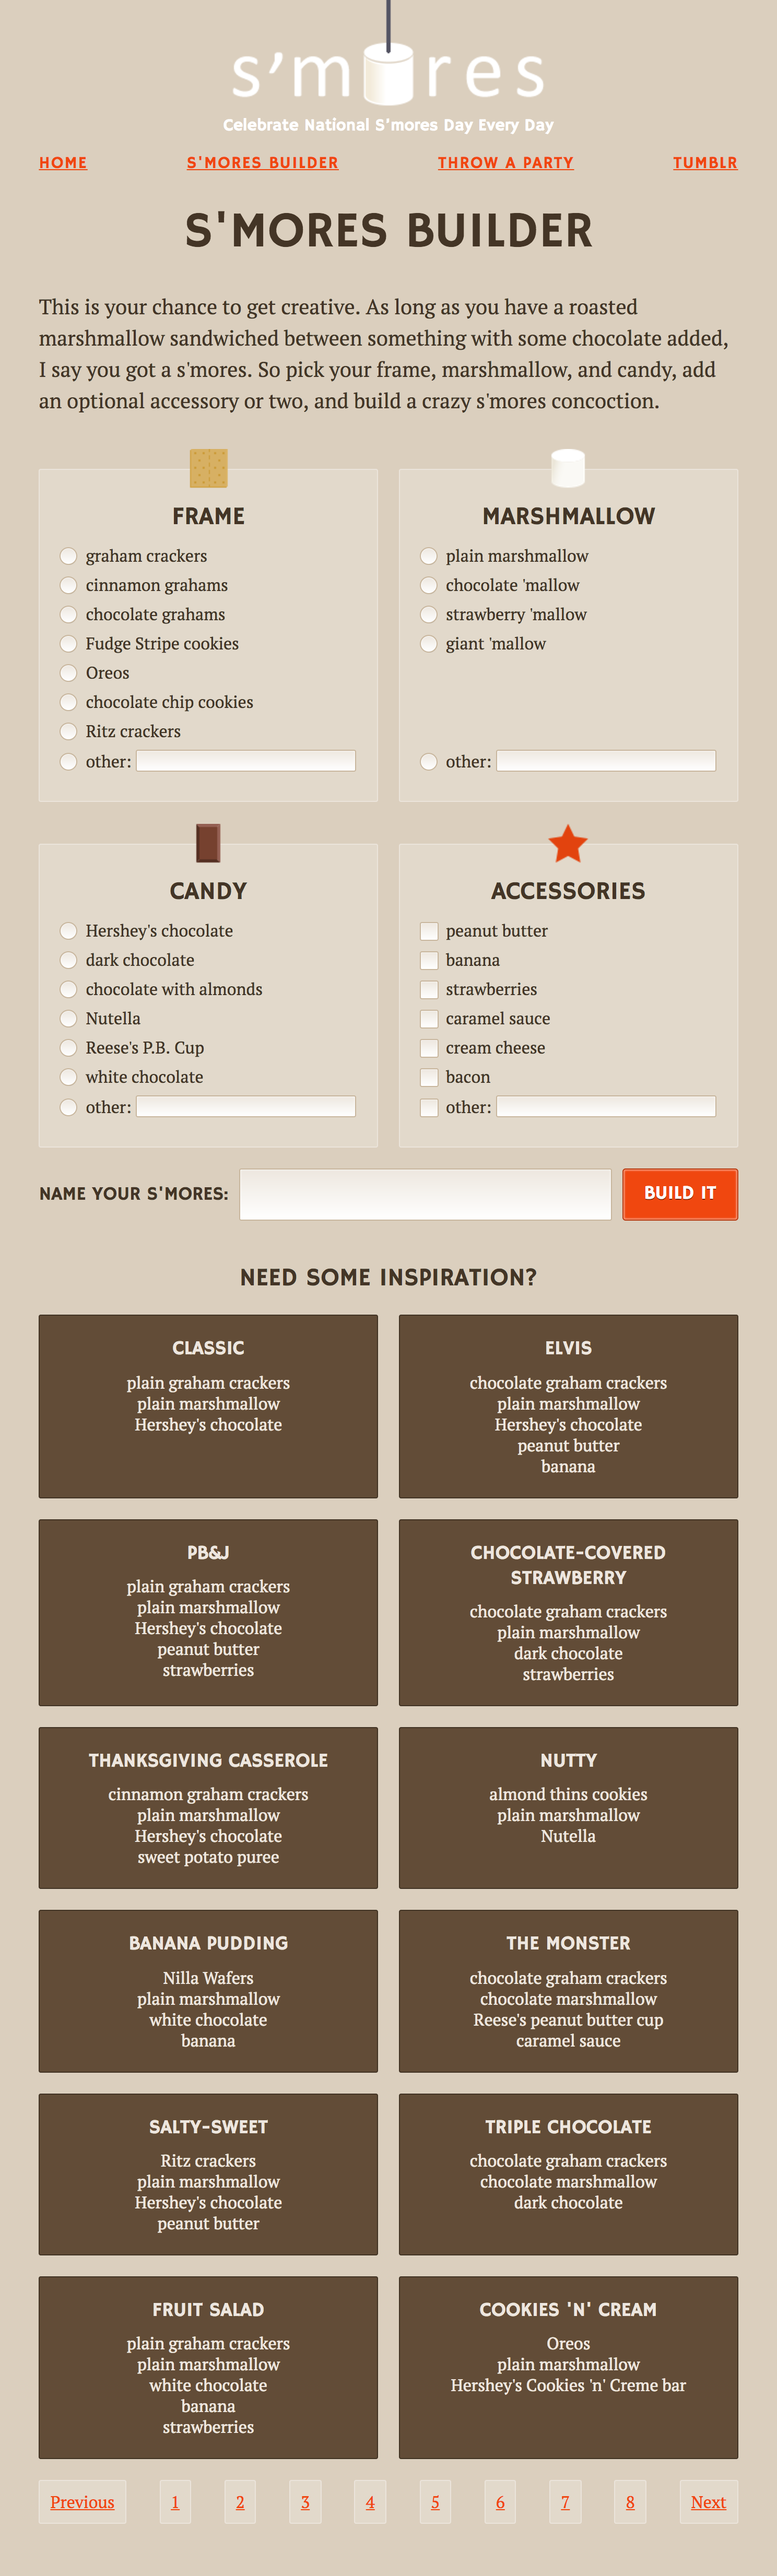 s'mores
Celebrate National S'mores Day Every Day
HOME S'MORES BUILDER THROW A PARTY TUMBLR
S'MORES BUILDER
This is your chance to get creative. As long as you have a roasted
marshmallow sandwiched between something with some chocolate added,
I say you got a s'mores. So pick your frame, marshmallow, and candy, add
an optional accessory or two, and build a crazy s'mores concoction.
FRAME
graham crackers
cinnamon grahams
chocolate grahams
Fudge Stripe cookies
Oreos
chocolate chip cookies
Ritz crackers
other:
MARSHMALLOW
plain marshmallow
chocolate 'mallow
strawberry 'mallow
giant 'mallow
other:
CANDY
Hershey's chocolate
dark chocolate
chocolate with almonds
Nutella
Reese's P.B. Cup
white chocolate
other:
ACCESSORIES
peanut butter
banana
strawberries
caramel sauce
cream cheese
bacon
other:
NAME YOUR S'MORES: BUILD IT
NEED SOME INSPIRATION?
CLASSIC
plain graham crackers
plain marshmallow
Hershey's chocolate
ELVIS
chocolate graham crackers
plain marshmallow
Hershey's chocolate
peanut butter
banana
PB&J
plain graham crackers
plain marshmallow
Hershey's chocolate
peanut butter
strawberries
CHOCOLATE-COVERED
STRAWBERRY
chocolate graham crackers
plain marshmallow
dark chocolate
strawberries
THANKSGIVING CASSEROLE
cinnamon graham crackers
plain marshmallow
Hershey's chocolate
sweet potato puree
NUTTY
almond thins cookies
plain marshmallow
Nutella
BANANA PUDDING
Nilla Wafers
plain marshmallow
white chocolate
banana
THE MONSTER
chocolate graham crackers
chocolate marshmallow
Reese's peanut butter cup
caramel sauce
SALTY-SWEET
Ritz crackers
plain marshmallow
Hershey's chocolate
peanut butter
TRIPLE CHOCOLATE
chocolate graham crackers
chocolate marshmallow
dark chocolate
FRUIT SALAD
plain graham crackers
plain marshmallow
white chocolate
banana
strawberries
COOKIES 'N' CREAM
Oreos
plain marshmallow
Hershey's Cookies 'n' Creme bar
Previous 1 2 3 4 5 6 7 8 Next